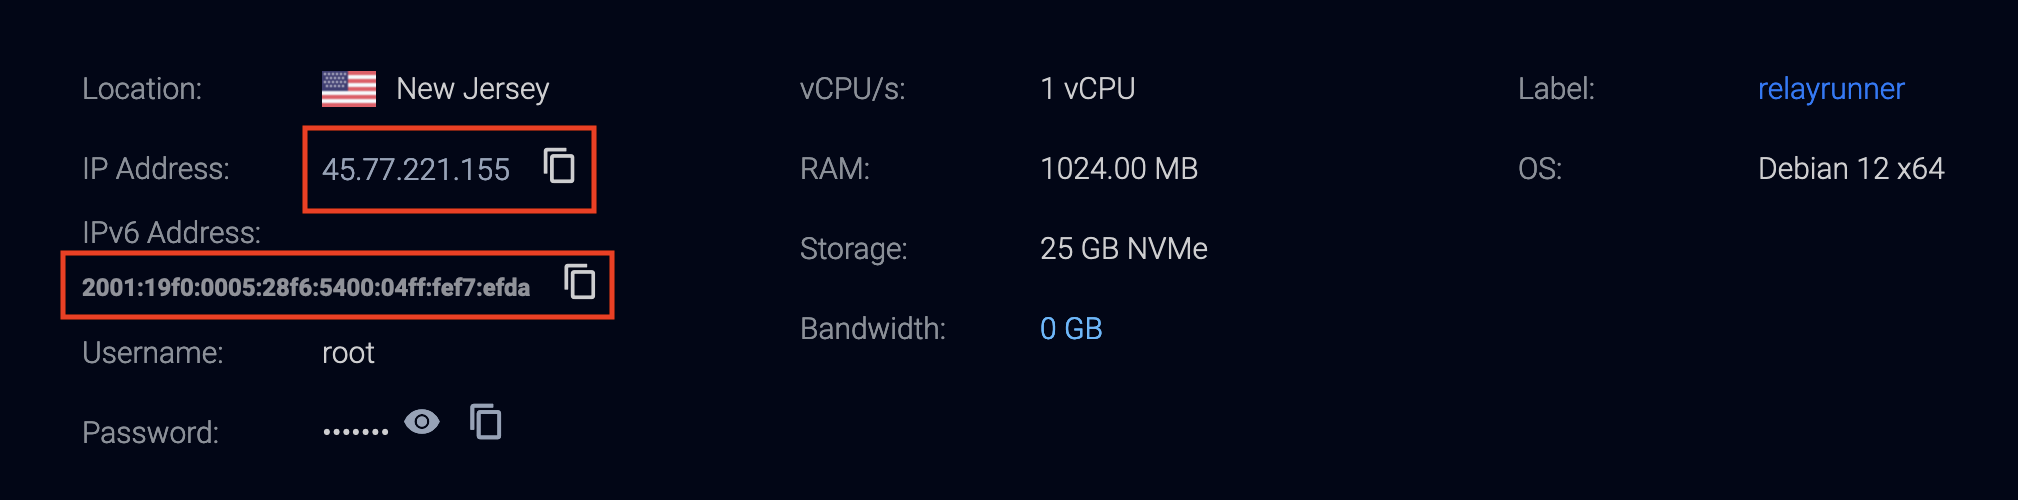 Location: New Jersey
IP Address: 45.77.221.155
IPv6 Address:
2001:19f0:0005:28f6:5400:04ff:fef7:efda
Username: root
Password: •••••••
vCPU/s: 1 vCPU
RAM: 1024.00 MB
Storage: 25 GB NVMe
Bandwidth: 0 GB
Label: relayrunner
OS: Debian 12 x64